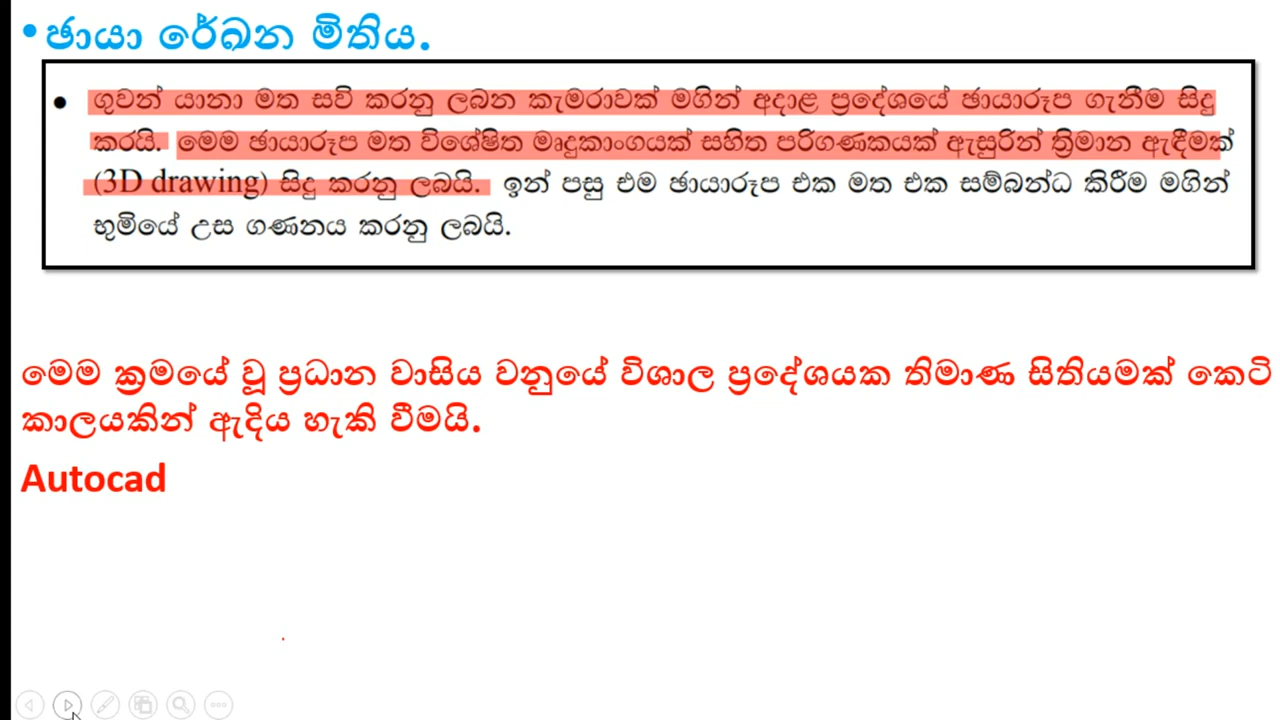 • ඡායා රේඛන මිතිය.
● ගුවන් යානා මත සවි කරනු ලබන කැමරාවක් මගින් අදාළ ප්‍රදේශයේ ඡායාරූප ගැනීම සිදු
කරයි. මෙම ඡායාරූප මත විශේෂිත මෘදුකාංගයක් සහිත පරිගණකයක් ඇසුරින් ත්‍රිමාන ඇඳීමක්
(3D drawing) සිදු කරනු ලබයි. ඉන් පසු එම ඡායාරූප එක මත එක සම්බන්ධ කිරීම මගින්
භූමියේ උස ගණනය කරනු ලබයි.
මෙම ක්‍රමයේ වූ ප්‍රධාන වාසිය වනුයේ විශාල ප්‍රදේශයක තිමාණ සිතියමක් කෙටි
කාලයකින් ඇදිය හැකි වීමයි.
Autocad